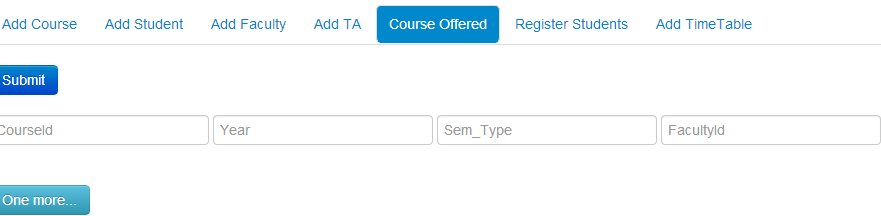 Add Course Add Student Add Faculty Add TA Course Offered Register Students Add TimeTable
Submit
CourseId Year Sem_Type FacultyId
One more...